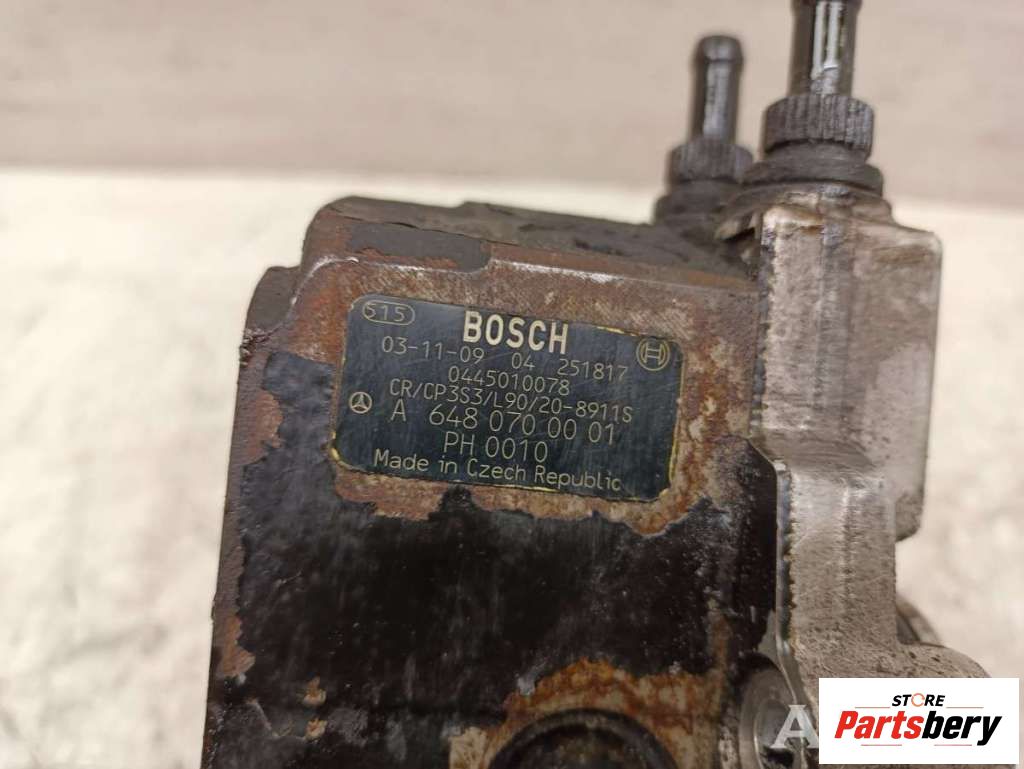 515
BOSCH
03-11-09 04 251817
0445010078
CR/CP3S3/L90/20-8911S
A 648 070 00 01
PH 0010
Made in Czech Republic
STORE
Partsbery